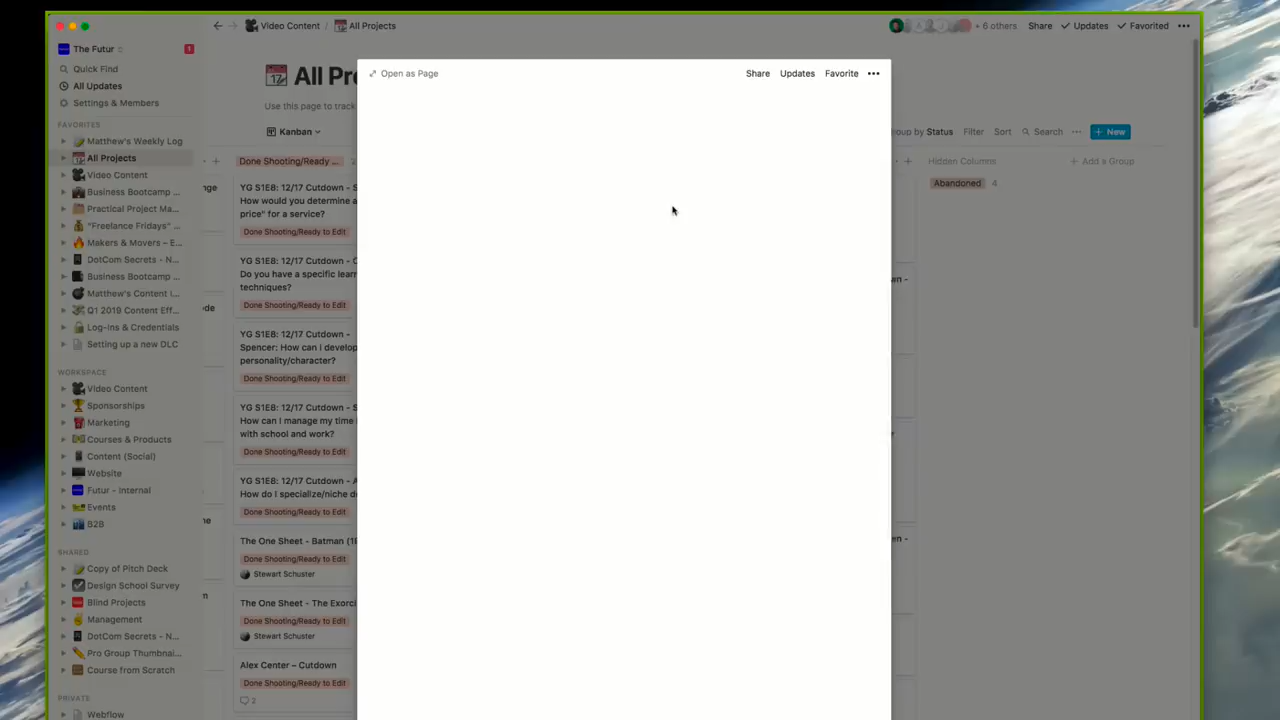 Video Content / All Projects
+ 6 others Share Updates Favorited •••
The Futur 1
Quick Find
All Updates
Settings & Members
FAVORITES
Matthew's Weekly Log
All Projects
Video Content
Business Bootcamp ...
Practical Project Ma...
"Freelance Fridays" ...
Makers & Movers – E...
DotCom Secrets - N...
Business Bootcamp ...
Matthew's Content i...
Q1 2019 Content Eff...
Log-ins & Credentials
Setting up a new DLC
WORKSPACE
Video Content
Sponsorships
Marketing
Courses & Products
Content (Social)
Website
Futur - Internal
Events
B2B
SHARED
Copy of Pitch Deck
Design School Survey
Blind Projects
Management
DotCom Secrets - N...
Pro Group Thumbnai...
Course from Scratch
PRIVATE
Webflow
All Pro
Use this page to track
Kanban
oup by Status Filter Sort Search ••• + New
Done Shooting/Ready ... 2
YG S1E8: 12/17 Cutdown - S
How would you determine a
price" for a service?
Done Shooting/Ready to Edit
YG S1E8: 12/17 Cutdown - C
Do you have a specific learn
techniques?
Done Shooting/Ready to Edit
YG S1E8: 12/17 Cutdown -
Spencer: How can i develop
personality/character?
Done Shooting/Ready to Edit
YG S1E8: 12/17 Cutdown - S
How can I manage my time
with school and work?
Done Shooting/Ready to Edit
YG S1E8: 12/17 Cutdown - A
How do I specialize/niche d
Done Shooting/Ready to Edit
The One Sheet - Batman (19
Done Shooting/Ready to Edit
Stewart Schuster
The One Sheet - The Exorci
Done Shooting/Ready to Edit
Stewart Schuster
Alex Center – Cutdown
Done Shooting/Ready to Edit
2
Open as Page Share Updates Favorite •••
Hidden Columns
Abandoned 4
+ Add a Group